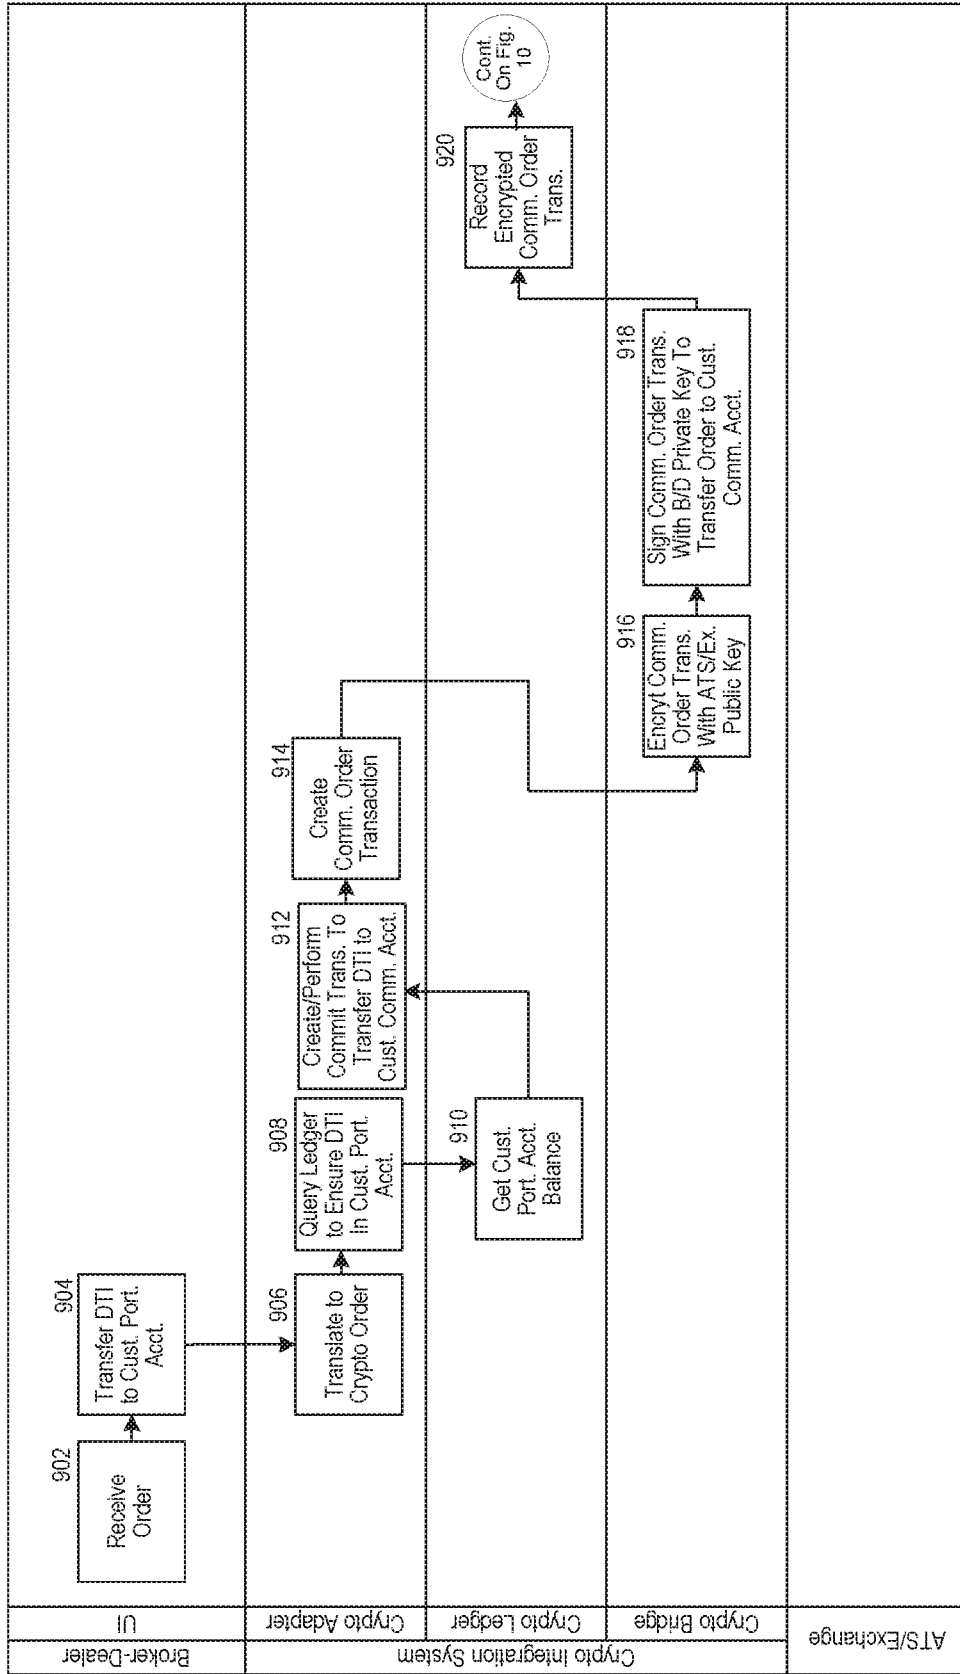 Broker-Dealer
UI
902
Receive
Order
904
Transfer DTI
to Cust. Port.
Acct.
Crypto Integration System
Crypto Adapter
906
Translate to
Crypto Order
908
Query Ledger
to Ensure DTI
In Cust. Port.
Acct.
912
Create/Perform
Commit Trans. To
Transfer DTI to
Cust. Comm. Acct.
914
Create
Comm. Order
Transaction
Crypto Ledger
910
Get Cust.
Port. Acct.
Balance
920
Record
Encrypted
Comm. Order
Trans.
Cont.
On Fig.
10
Crypto Bridge
916
Encryt Comm.
Order Trans.
With ATS/Ex.
Public Key
918
Sign Comm. Order Trans.
With B/D Private Key To
Transfer Order to Cust.
Comm. Acct.
ATS/Exchange